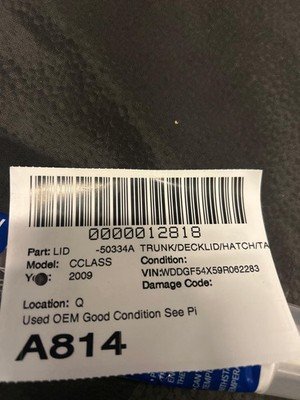 0000012818
Part: LID -50334A TRUNK/DECKLID/HATCH/TA
Model: CCLASS Condition:
2009 VIN:WDDGF54X59R062283
Damage Code:
Location: Q
Used OEM Good Condition See Pi
A814